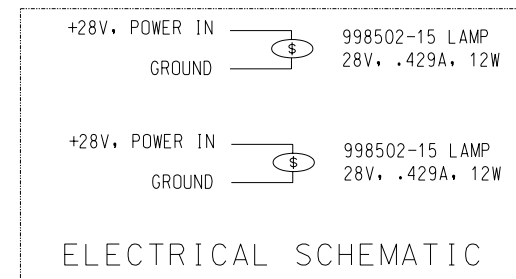 +28V, POWER IN
$
998502-15 LAMP
28V, .429A, 12W
GROUND
+28V, POWER IN
$
998502-15 LAMP
28V, .429A, 12W
GROUND
ELECTRICAL SCHEMATIC